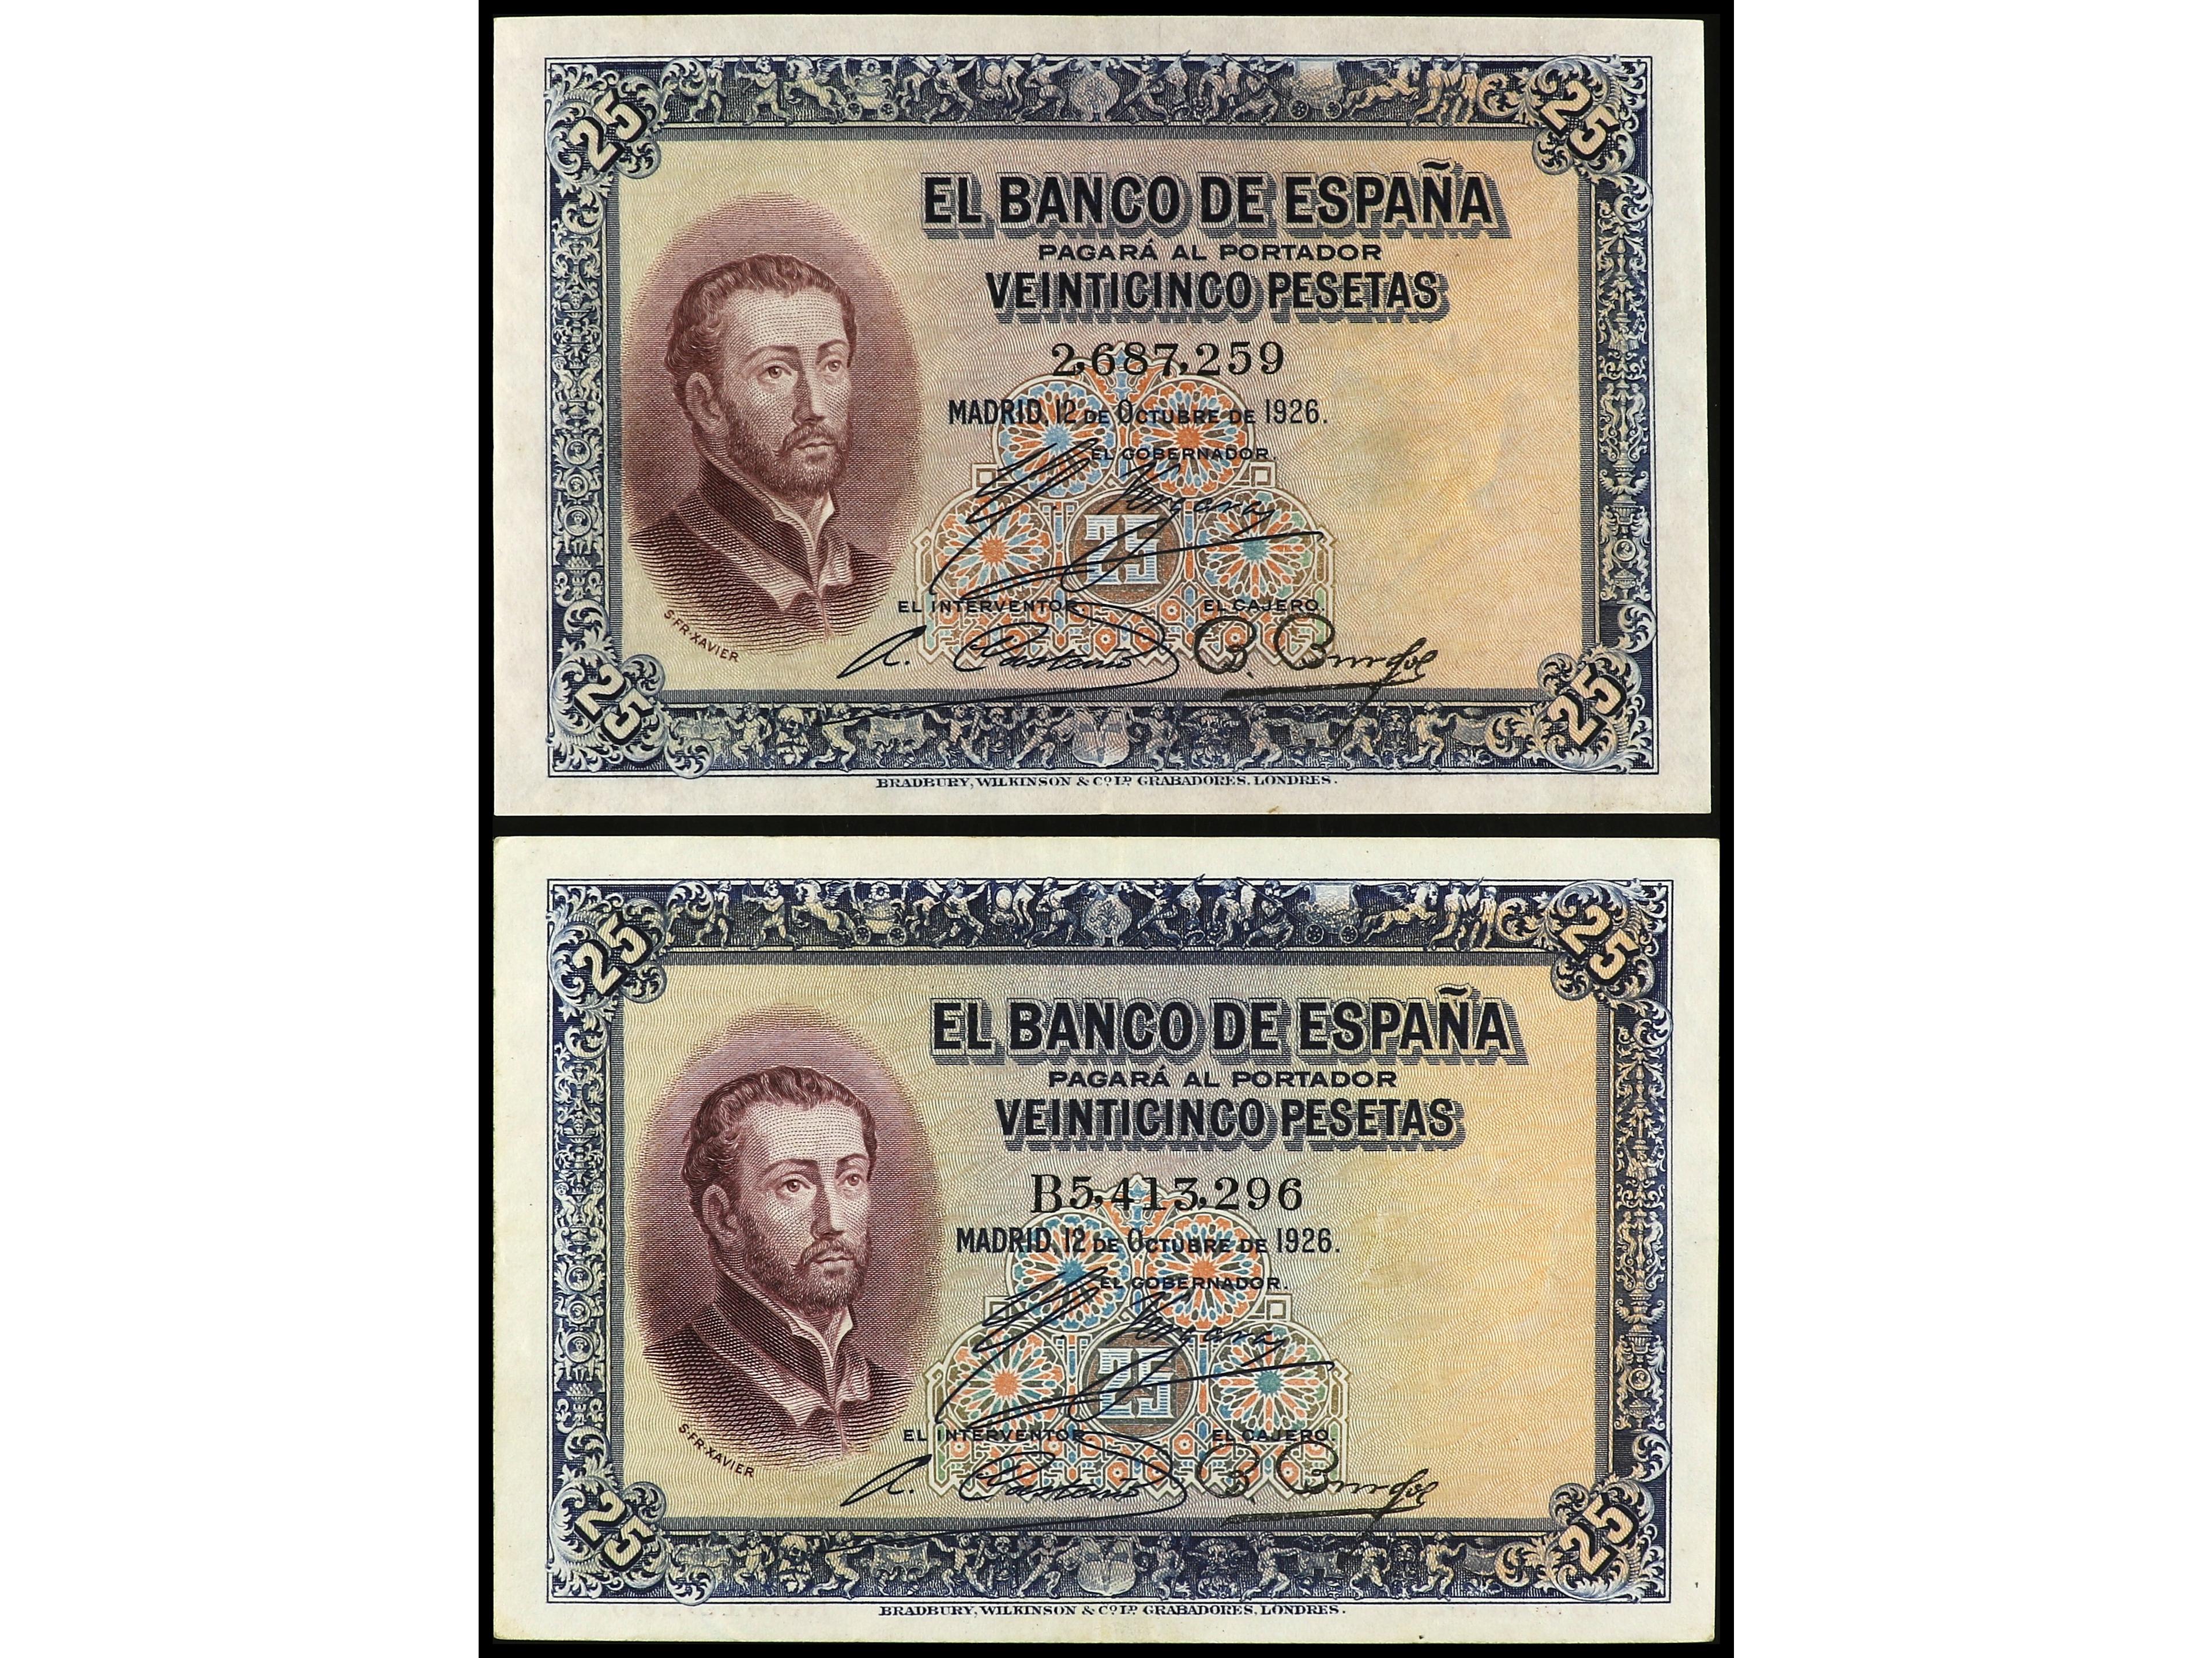 25 25
EL BANCO DE ESPAÑA
PAGARÁ AL PORTADOR
VEINTICINCO PESETAS
2,687,259
MADRID, 12 DE OCTUBRE DE 1926.
EL GOBERNADOR.
25
EL INTERVENTOR. EL CAJERO.
S·FR·XAVIER
25 25
BRADBURY, WILKINSON & Cº Lᴰ GRABADORES, LONDRES.
25 25
EL BANCO DE ESPAÑA
PAGARÁ AL PORTADOR
VEINTICINCO PESETAS
B5,413,296
MADRID, 12 DE OCTUBRE DE 1926.
EL GOBERNADOR.
25
EL INTERVENTOR. EL CAJERO.
S·FR·XAVIER
25 25
BRADBURY, WILKINSON & Cº Lᴰ GRABADORES, LONDRES.